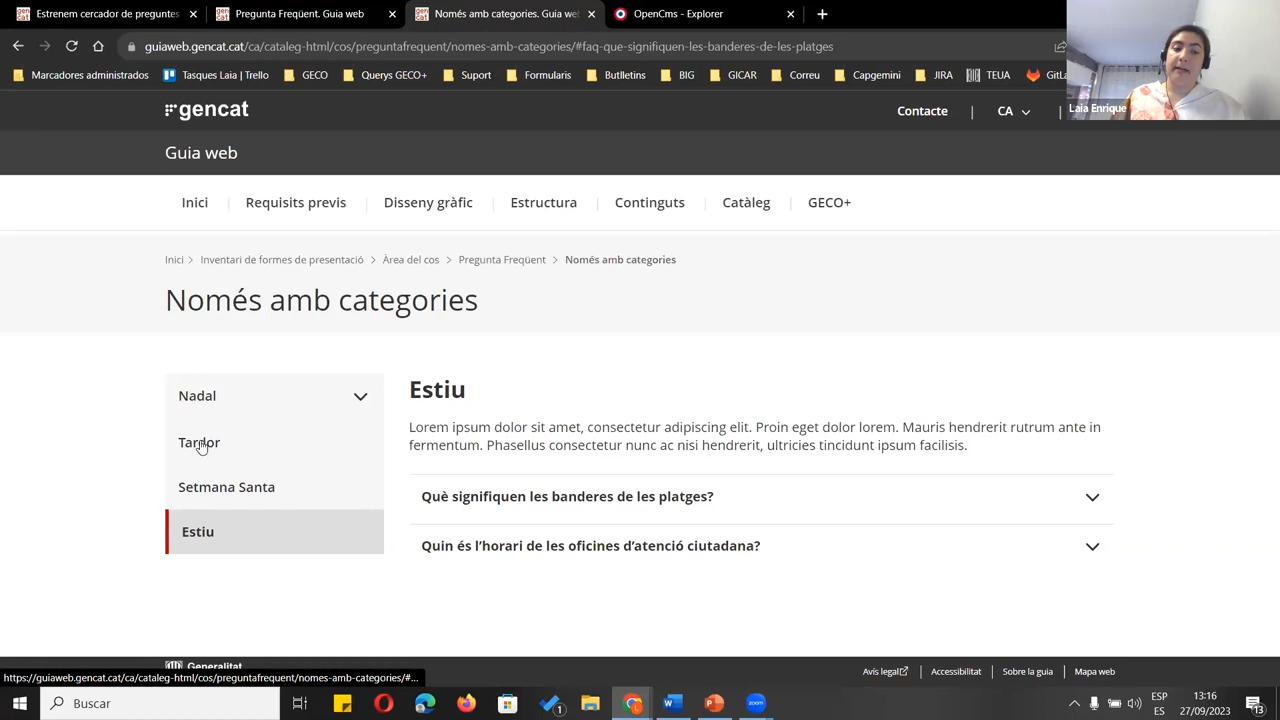 Estrenem cercador de preguntes
Pregunta Freqüent. Guia web
Només amb categories. Guia we
OpenCms - Explorer
guiaweb.gencat.cat/ca/cataleg-html/cos/preguntafrequent/nomes-amb-categories/#faq-que-signifiquen-les-banderes-de-les-platges
Marcadores administrados
Tasques Laia | Trello
GECO
Querys GECO+
Suport
Formularis
Butlletins
BIG
GICAR
Correu
Capgemini
JIRA
TEUA
GitL
Laia Enrique
gencat
Contacte
CA
Guia web
Inici
Requisits previs
Disseny gràfic
Estructura
Continguts
Catàleg
GECO+
Inici > Inventari de formes de presentació > Àrea del cos > Pregunta Freqüent > Només amb categories
Només amb categories
Nadal
Tardor
Setmana Santa
Estiu
Estiu
Lorem ipsum dolor sit amet, consectetur adipiscing elit. Proin eget dolor lorem. Mauris hendrerit rutrum ante in
fermentum. Phasellus consectetur nunc ac nisi hendrerit, ultricies tincidunt ipsum facilisis.
Què signifiquen les banderes de les platges?
Quin és l’horari de les oficines d’atenció ciutadana?
Generalitat
Avís legal
Accessibilitat
Sobre la guia
Mapa web
https://guiaweb.gencat.cat/ca/cataleg-html/cos/preguntafrequent/nomes-amb-categories/#...
Buscar
1
ESP
ES
13:16
27/09/2023
13